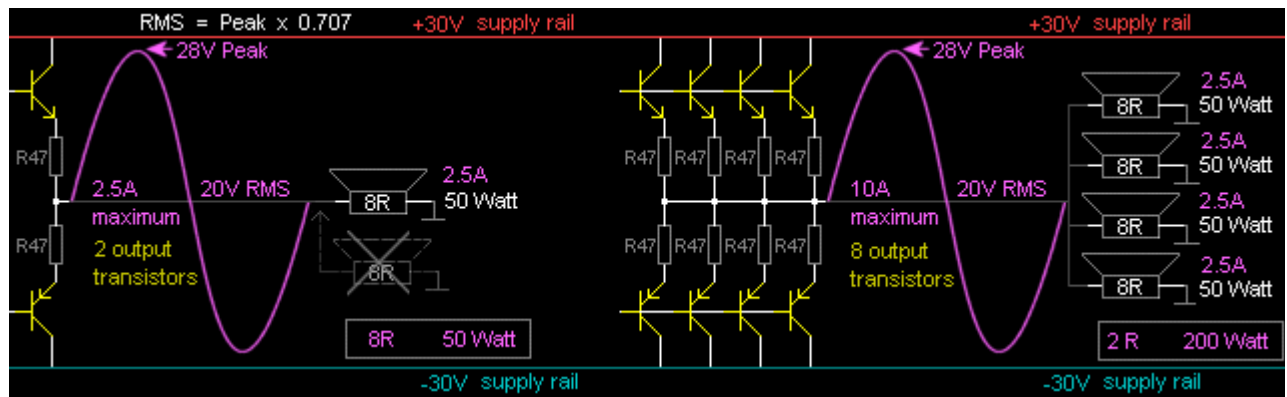 RMS = Peak x 0.707
+30V supply rail
28V Peak
R47
2.5A
maximum
20V RMS
8R
2.5A
50 Watt
R47
2 output
transistors
8R
8R 50 Watt
-30V supply rail
+30V supply rail
28V Peak
R47 R47 R47 R47
10A
maximum
20V RMS
R47 R47 R47 R47
8 output
transistors
8R
2.5A
50 Watt
8R
2.5A
50 Watt
8R
2.5A
50 Watt
8R
2.5A
50 Watt
2 R 200 Watt
-30V supply rail